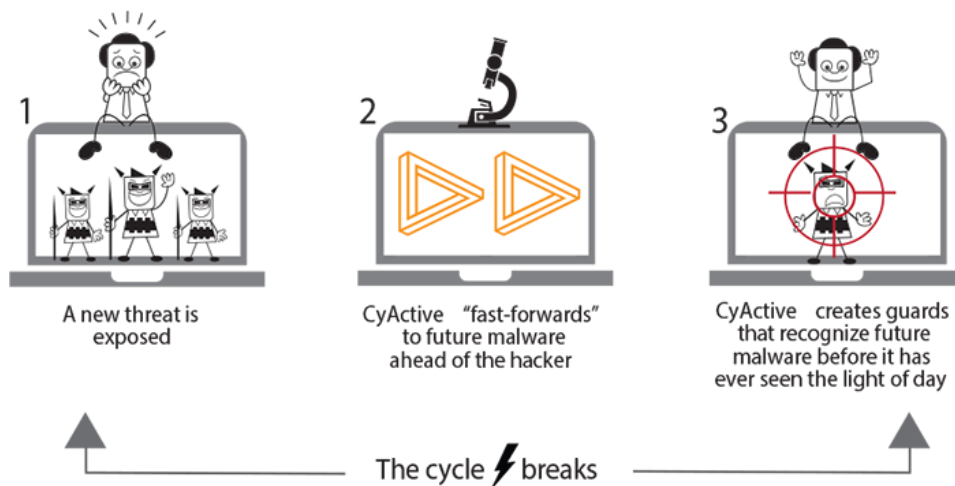 1
A new threat is
exposed
2
CyActive "fast-forwards"
to future malware
ahead of the hacker
3
CyActive creates guards
that recognize future
malware before it has
ever seen the light of day
The cycle breaks